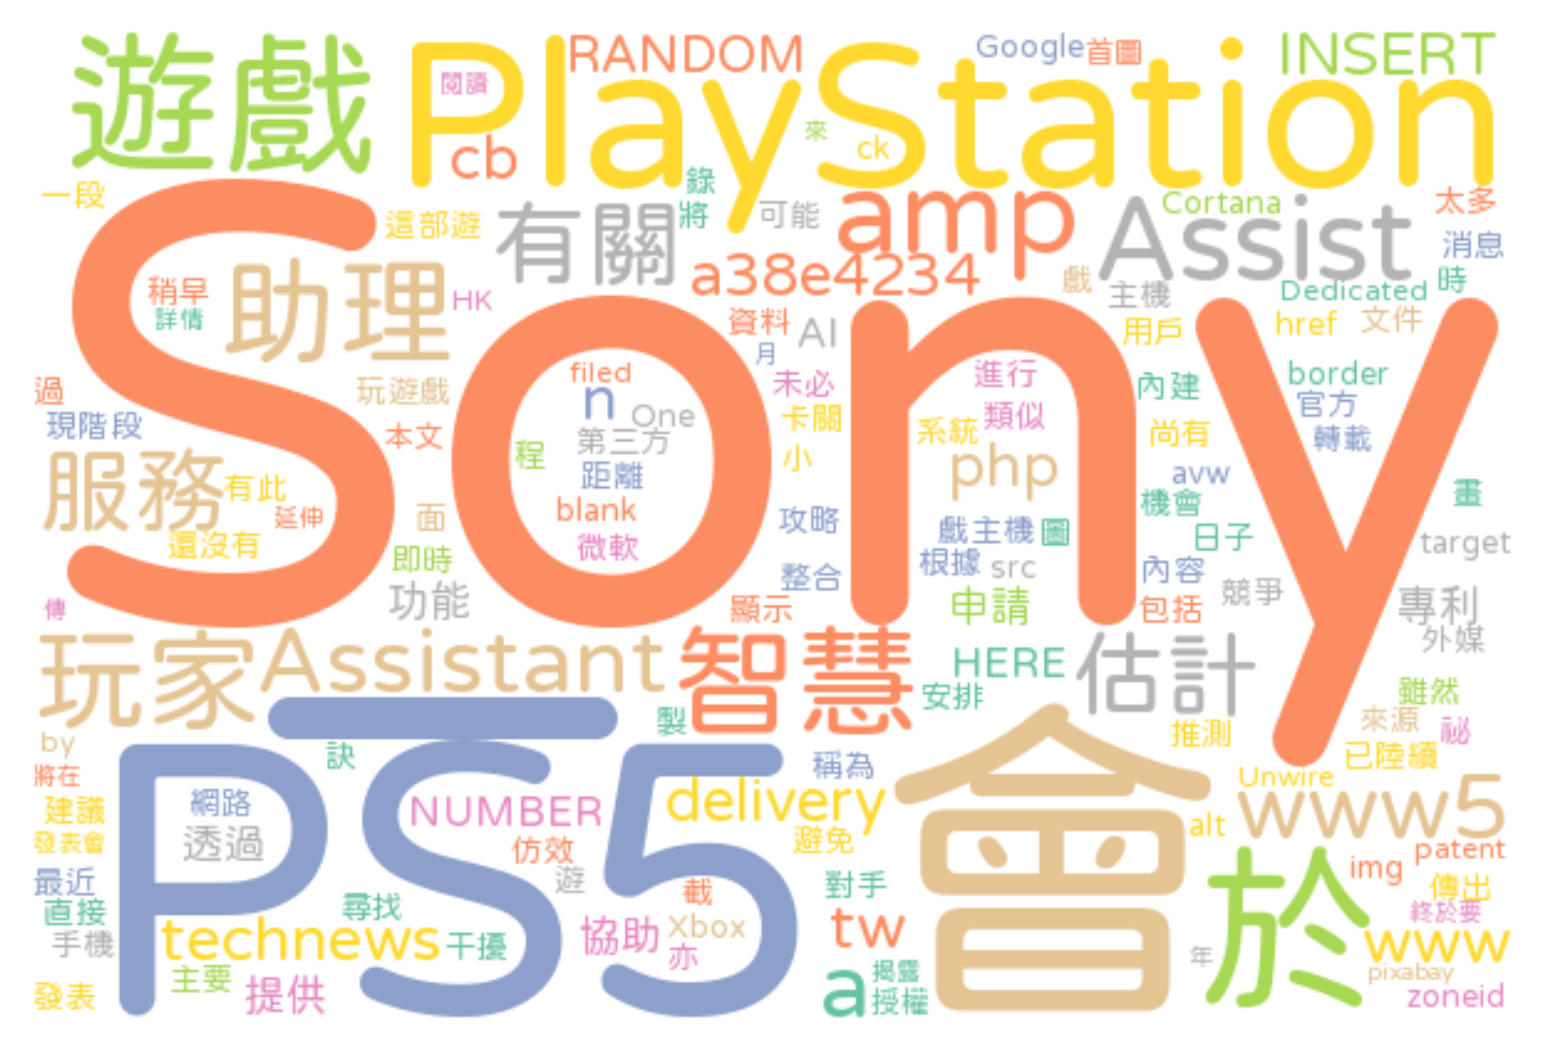 遊戲 PlayStation RANDOM Google 首圖 INSERT
閱讀 cb 來 ck
一段 這部遊 有關 錄 將 可能 amp Assist Cortana 太多
消息
稍早 詳情 助理 HK a38e4234 戲 主機 Dedicated 時
Sony
資料 AI 月 用戶 href 文件
過 玩遊戲 filed n One 未必 進行 內建 border
現階段 本文 程 第三方 卡關 系統 類似 尚有 官方 轉載
服務 有此 距離 小 php avw
延伸 面 blank 攻略 機會 畫
還沒有 即時 微軟 戲主機 圖 日子 target
功能 整合 根據 src 內容 競爭
傳 顯示 申請 包括 專利
外媒
玩家 Assistant 智慧 HERE 估計
安排 雖然
製 推測 來源 祕
by 訣 已陸續
將在 PS5 稱為 會 Unwire
建議 網路 NUMBER delivery alt www5
發表會 透過 仿效 避免 patent
最近 遊 截 對手 img 傳出
直接 尋找 於 終於要
手機 technews 干擾 協助 Xbox 亦 tw 年 www
主要 揭露 pixabay
發表 提供 a 授權 zoneid